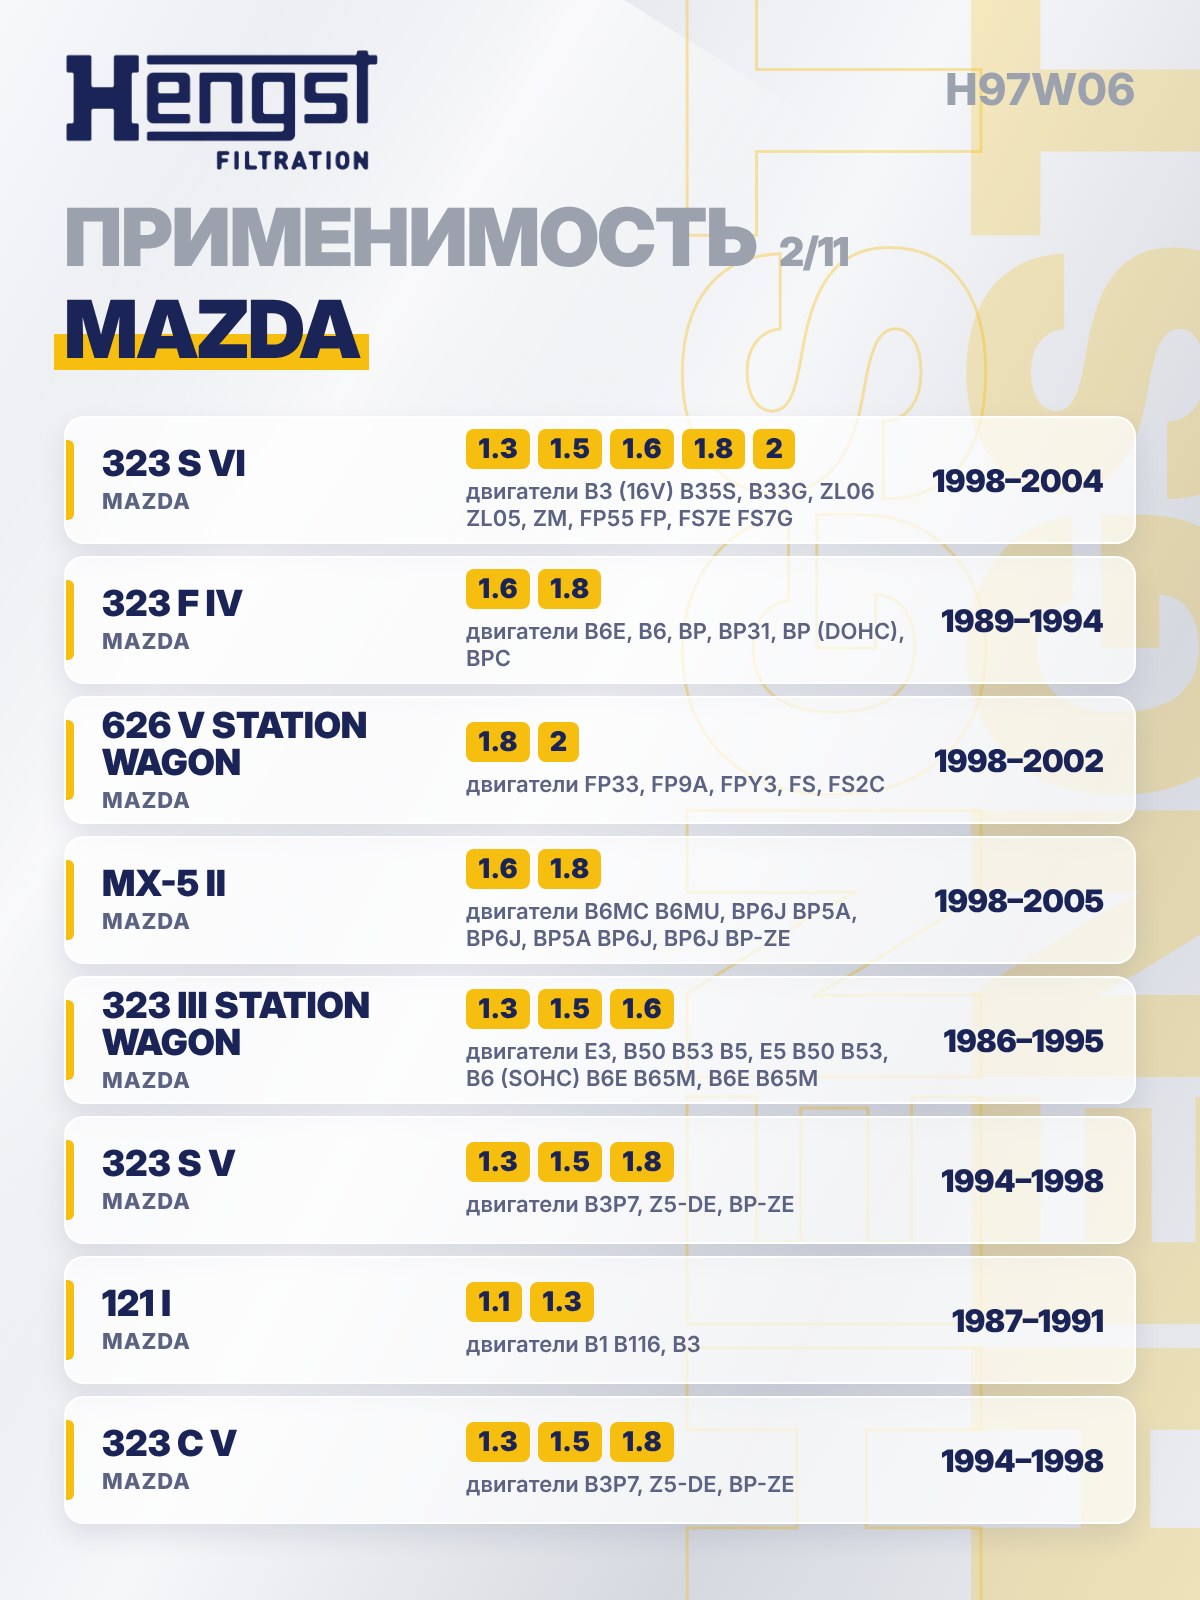 Hengst
FILTRATION
H97W06
ПРИМЕНИМОСТЬ 2/11
MAZDA
323 S VI
MAZDA
1.3 1.5 1.6 1.8 2
двигатели B3 (16V) B35S, B33G, ZL06
ZL05, ZM, FP55 FP, FS7E FS7G
1998–2004
323 F IV
MAZDA
1.6 1.8
двигатели B6E, B6, BP, BP31, BP (DOHC),
BPC
1989–1994
626 V STATION
WAGON
MAZDA
1.8 2
двигатели FP33, FP9A, FPY3, FS, FS2C
1998–2002
MX-5 II
MAZDA
1.6 1.8
двигатели B6MC B6MU, BP6J BP5A,
BP6J, BP5A BP6J, BP6J BP-ZE
1998–2005
323 III STATION
WAGON
MAZDA
1.3 1.5 1.6
двигатели E3, B50 B53 B5, E5 B50 B53,
B6 (SOHC) B6E B65M, B6E B65M
1986–1995
323 S V
MAZDA
1.3 1.5 1.8
двигатели B3P7, Z5-DE, BP-ZE
1994–1998
121 I
MAZDA
1.1 1.3
двигатели B1 B116, B3
1987–1991
323 C V
MAZDA
1.3 1.5 1.8
двигатели B3P7, Z5-DE, BP-ZE
1994–1998
HENGST